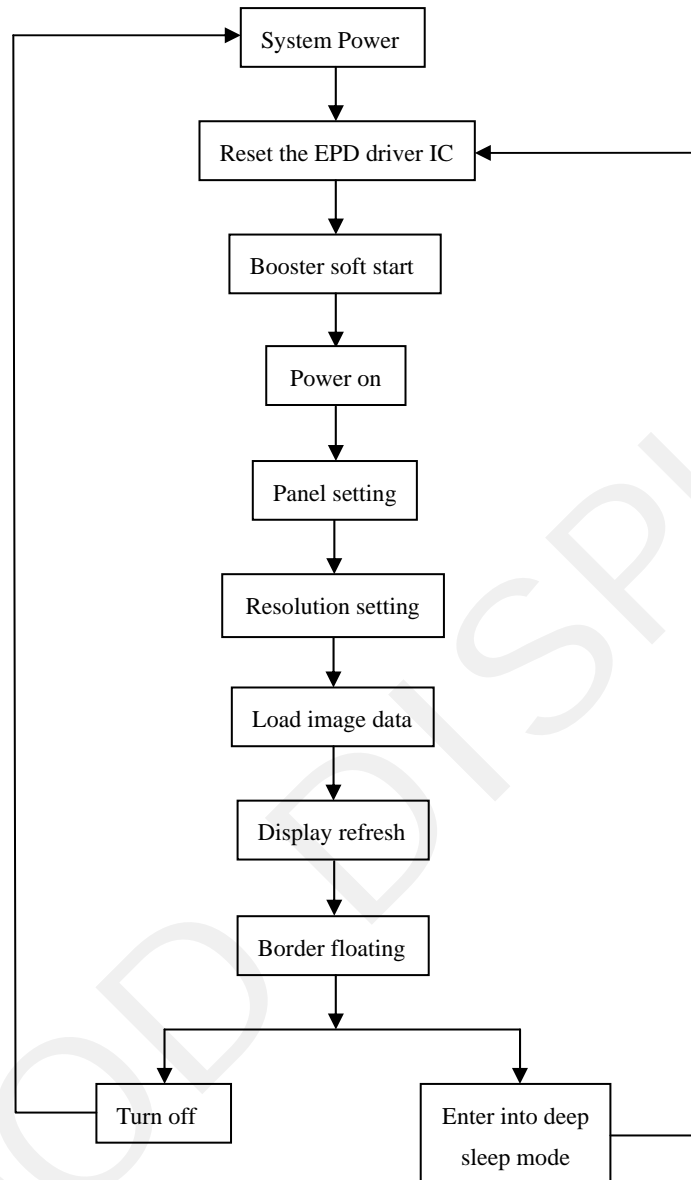 System Power
Reset the EPD driver IC
Booster soft start
Power on
Panel setting
Resolution setting
Load image data
Display refresh
Border floating
Turn off
Enter into deep
sleep mode